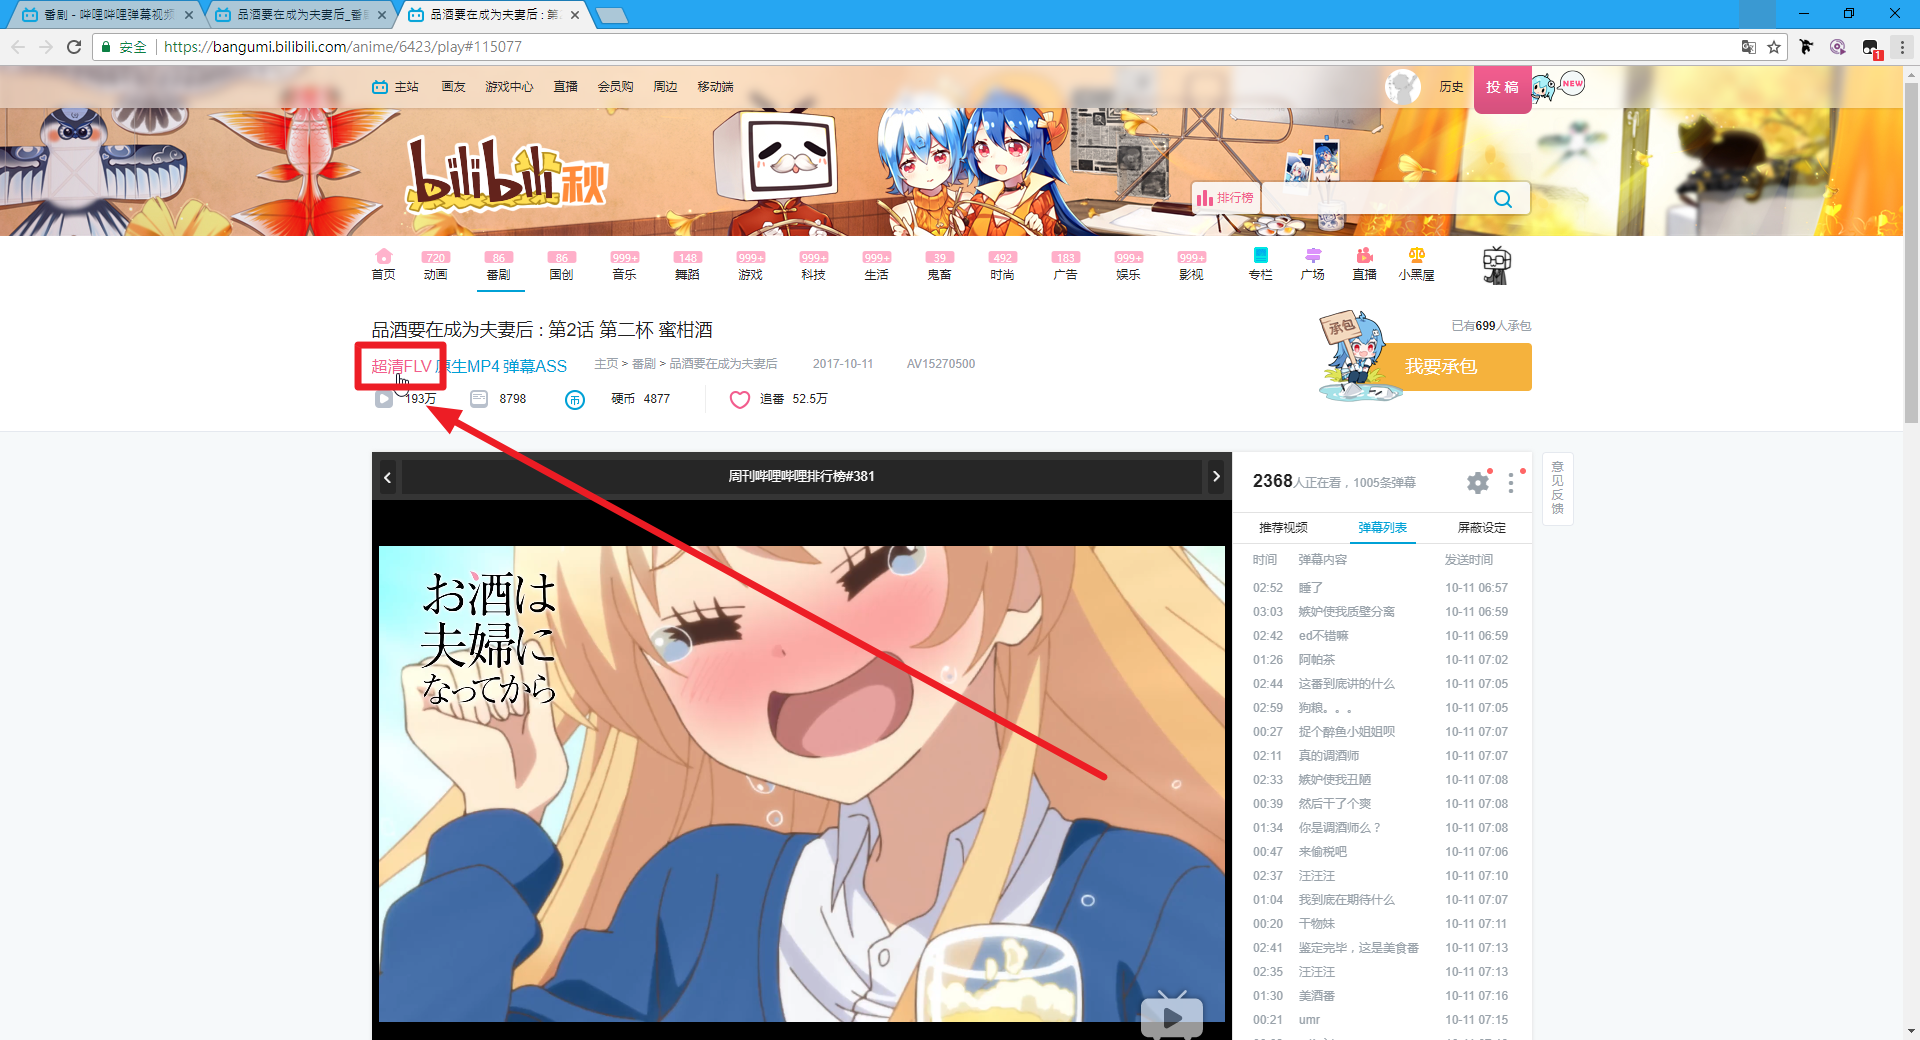 番剧 - 哔哩哔哩弹幕视频
品酒要在成为夫妻后_番剧
品酒要在成为夫妻后 : 第2
安全 https://bangumi.bilibili.com/anime/6423/play#115077
1
主站 画友 游戏中心 直播 会员购 周边 移动端
历史 投稿 NEW
bilibili 秋
排行榜
720 86 86 999+ 148 999+ 999+ 999+ 39 492 183 999+ 999+
首页 动画 番剧 国创 音乐 舞蹈 游戏 科技 生活 鬼畜 时尚 广告 娱乐 影视 专栏 广场 直播 小黑屋
品酒要在成为夫妻后 : 第2话 第二杯 蜜柑酒
承包
已有699人承包
超清FLV 原生MP4 弹幕ASS 主页 > 番剧 > 品酒要在成为夫妻后 2017-10-11 AV15270500
我要承包
193万 8798 币 硬币 4877 追番 52.5万
周刊哔哩哔哩排行榜#381
2368人正在看，1005条弹幕
意见反馈
推荐视频 弹幕列表 屏蔽设定
时间 弹幕内容 发送时间
お酒は
夫婦に
なってから
02:52 睡了 10-11 06:57
03:03 嫉妒使我质壁分离 10-11 06:59
02:42 ed不错嘛 10-11 06:59
01:26 阿帕茶 10-11 07:02
02:44 这番到底讲的什么 10-11 07:05
02:59 狗粮。。。 10-11 07:05
00:27 捉个醉鱼小姐姐呗 10-11 07:07
02:11 真的调酒师 10-11 07:07
02:33 嫉妒使我丑陋 10-11 07:08
00:39 然后干了个爽 10-11 07:08
01:34 你是调酒师么？ 10-11 07:08
00:47 来偷税吧 10-11 07:06
02:37 汪汪汪 10-11 07:10
01:04 我到底在期待什么 10-11 07:07
00:20 干物妹 10-11 07:11
02:41 鉴定完毕，这是美食番 10-11 07:13
02:35 汪汪汪 10-11 07:13
01:30 美酒番 10-11 07:16
00:21 umr 10-11 07:15